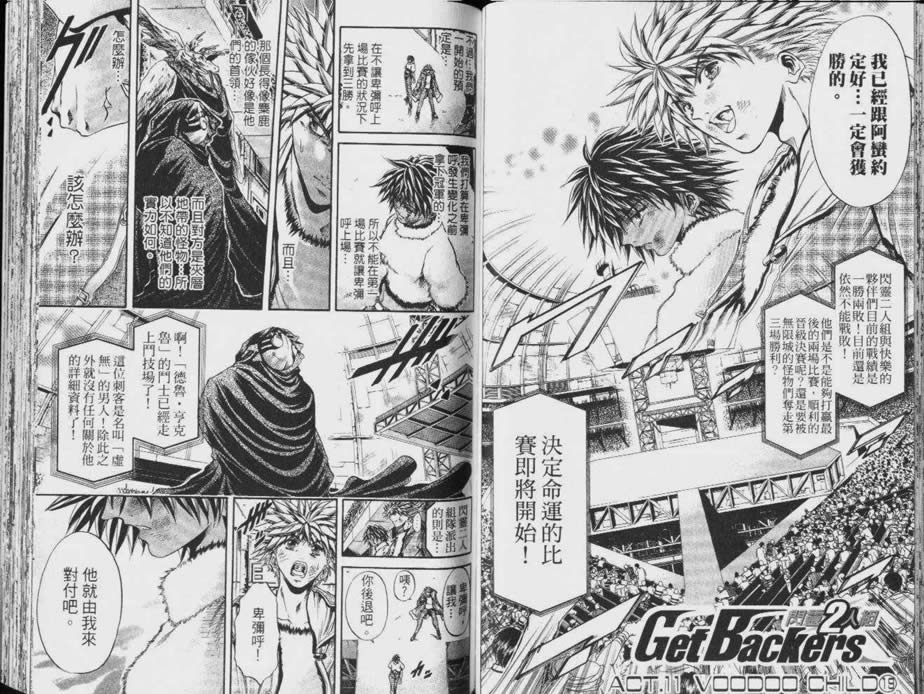 我已經跟阿蠻約
定好…一定會獲
勝的。
閃靈二人組與快樂的
夥伴們目前的戰績是
一勝兩敗！目前還是
依然不能戰敗！
他們是不是能夠打贏最
後的兩場比賽，順利的
晉級決賽呢？還是要被
無限城的怪物們奪走第
三場勝利？
決定命運的比
賽即將開始！
閃靈2人組
GetBackers
ACT.11 VOODOO CHILD⑬
不過…我們
一開始的預
定是…
在不讓卑彌呼上
場比賽的狀況下
先拿到三勝。
我們打算在卑彌
呼發生變化之前
拿下冠軍的…
所以不能在第一
場比賽就讓卑彌
呼上場…
那個長得像麋鹿
的傢伙好像是他
們的首領…
而且…
而且對方是夾層
地帶的怪物…所
以不知道他們的
實力如何。
怎麼辦…
該怎麼辦？
啊！「德魯・亨克
魯」的鬥士已經走
上鬥技場了！
這位刺客是名叫「虛
無」的男人！除此之
外就沒有任何關於他
的詳細資料了！
閃靈二人
組隊派出
的則是…
卑彌呼，
讓我…
咦？
你後退吧。
卑彌呼！
他就由我來
對付吧。